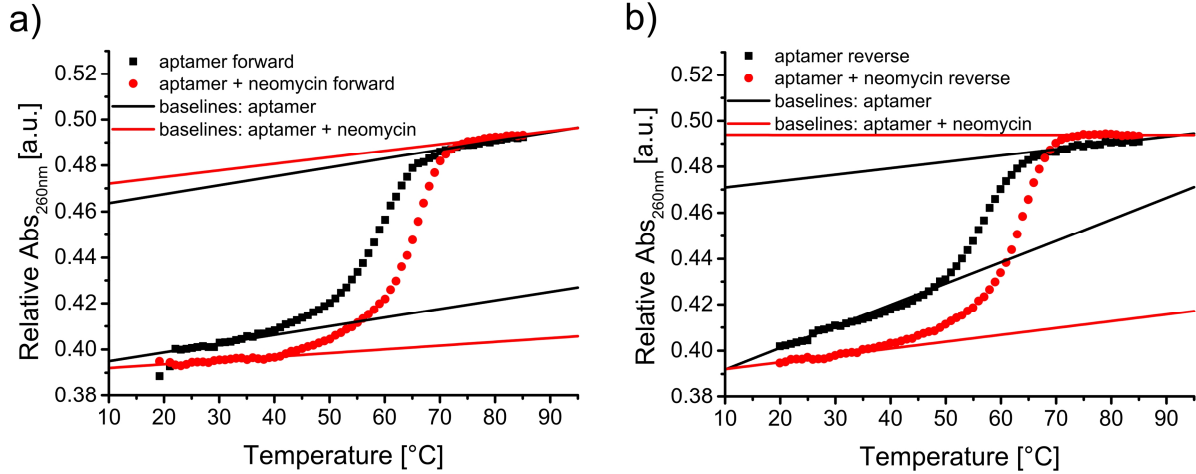 a)
aptamer forward
aptamer + neomycin forward
baselines: aptamer
baselines: aptamer + neomycin
Relative Abs260nm [a.u.]
0.52
0.50
0.48
0.46
0.44
0.42
0.40
0.38
10 20 30 40 50 60 70 80 90
Temperature [°C]
b)
aptamer reverse
aptamer + neomycin reverse
baselines: aptamer
baselines: aptamer + neomycin
Relative Abs260nm [a.u.]
0.52
0.50
0.48
0.46
0.44
0.42
0.40
0.38
10 20 30 40 50 60 70 80 90
Temperature [°C]